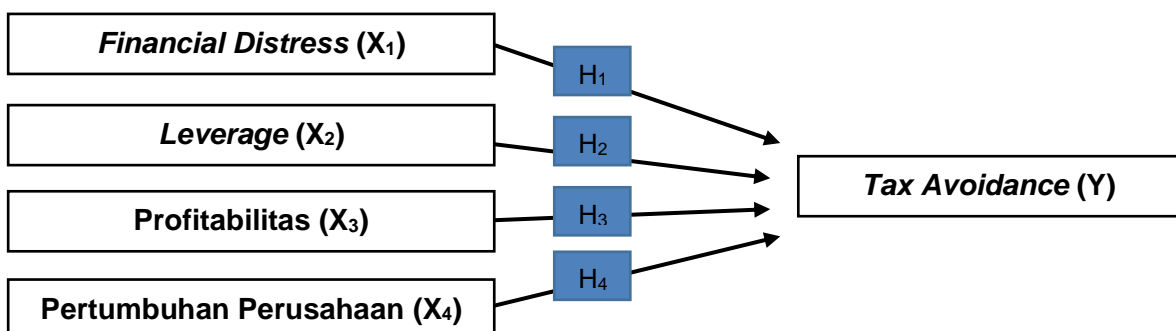 Financial Distress (X₁)
H₁
Leverage (X₂)
H₂
Tax Avoidance (Y)
Profitabilitas (X₃)
H₃
Pertumbuhan Perusahaan (X₄)
H₄